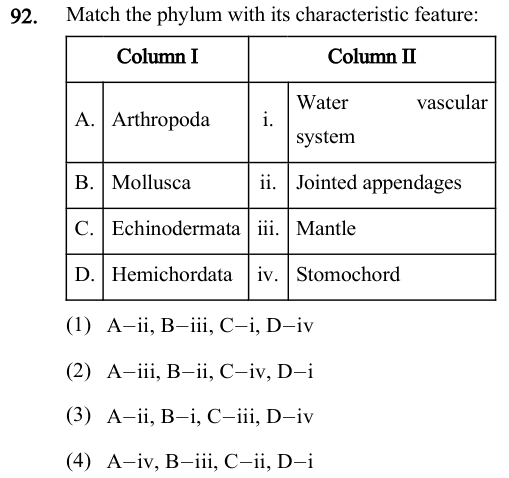 92. Match the phylum with its characteristic feature:
Column I Column II
A. Arthropoda i. Water vascular
system
B. Mollusca ii. Jointed appendages
C. Echinodermata iii. Mantle
D. Hemichordata iv. Stomochord
(1) A–ii, B–iii, C–i, D–iv
(2) A–iii, B–ii, C–iv, D–i
(3) A–ii, B–i, C–iii, D–iv
(4) A–iv, B–iii, C–ii, D–i